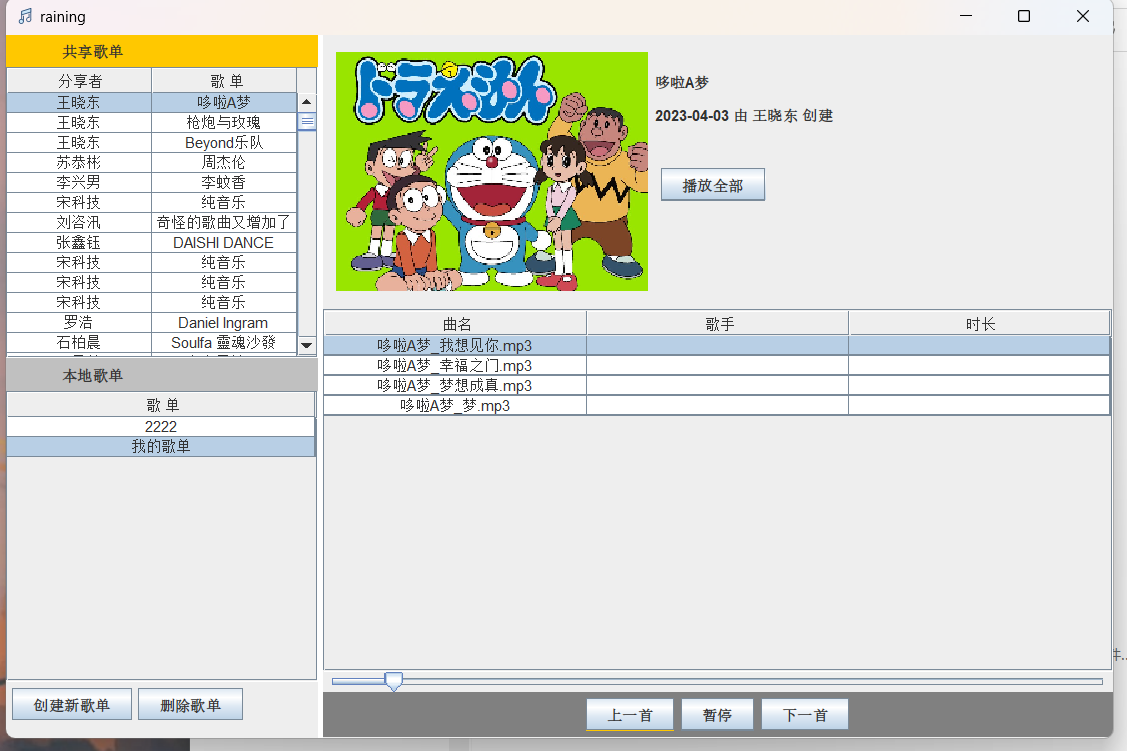 raining
共享歌单
分享者 歌 单
王晓东 哆啦A梦
王晓东 枪炮与玫瑰
王晓东 Beyond乐队
苏恭彬 周杰伦
李兴男 李蚊香
宋科技 纯音乐
刘咨汛 奇怪的歌曲又增加了
张鑫钰 DAISHI DANCE
宋科技 纯音乐
宋科技 纯音乐
宋科技 纯音乐
罗浩 Daniel Ingram
石柏晨 Soulfa 靈魂沙發
本地歌单
歌 单
2222
我的歌单
创建新歌单 删除歌单
ドラえもん
哆啦A梦
2023-04-03 由 王晓东 创建
播放全部
曲名 歌手 时长
哆啦A梦_我想见你.mp3
哆啦A梦_幸福之门.mp3
哆啦A梦_梦想成真.mp3
哆啦A梦_梦.mp3
上一首 暂停 下一首